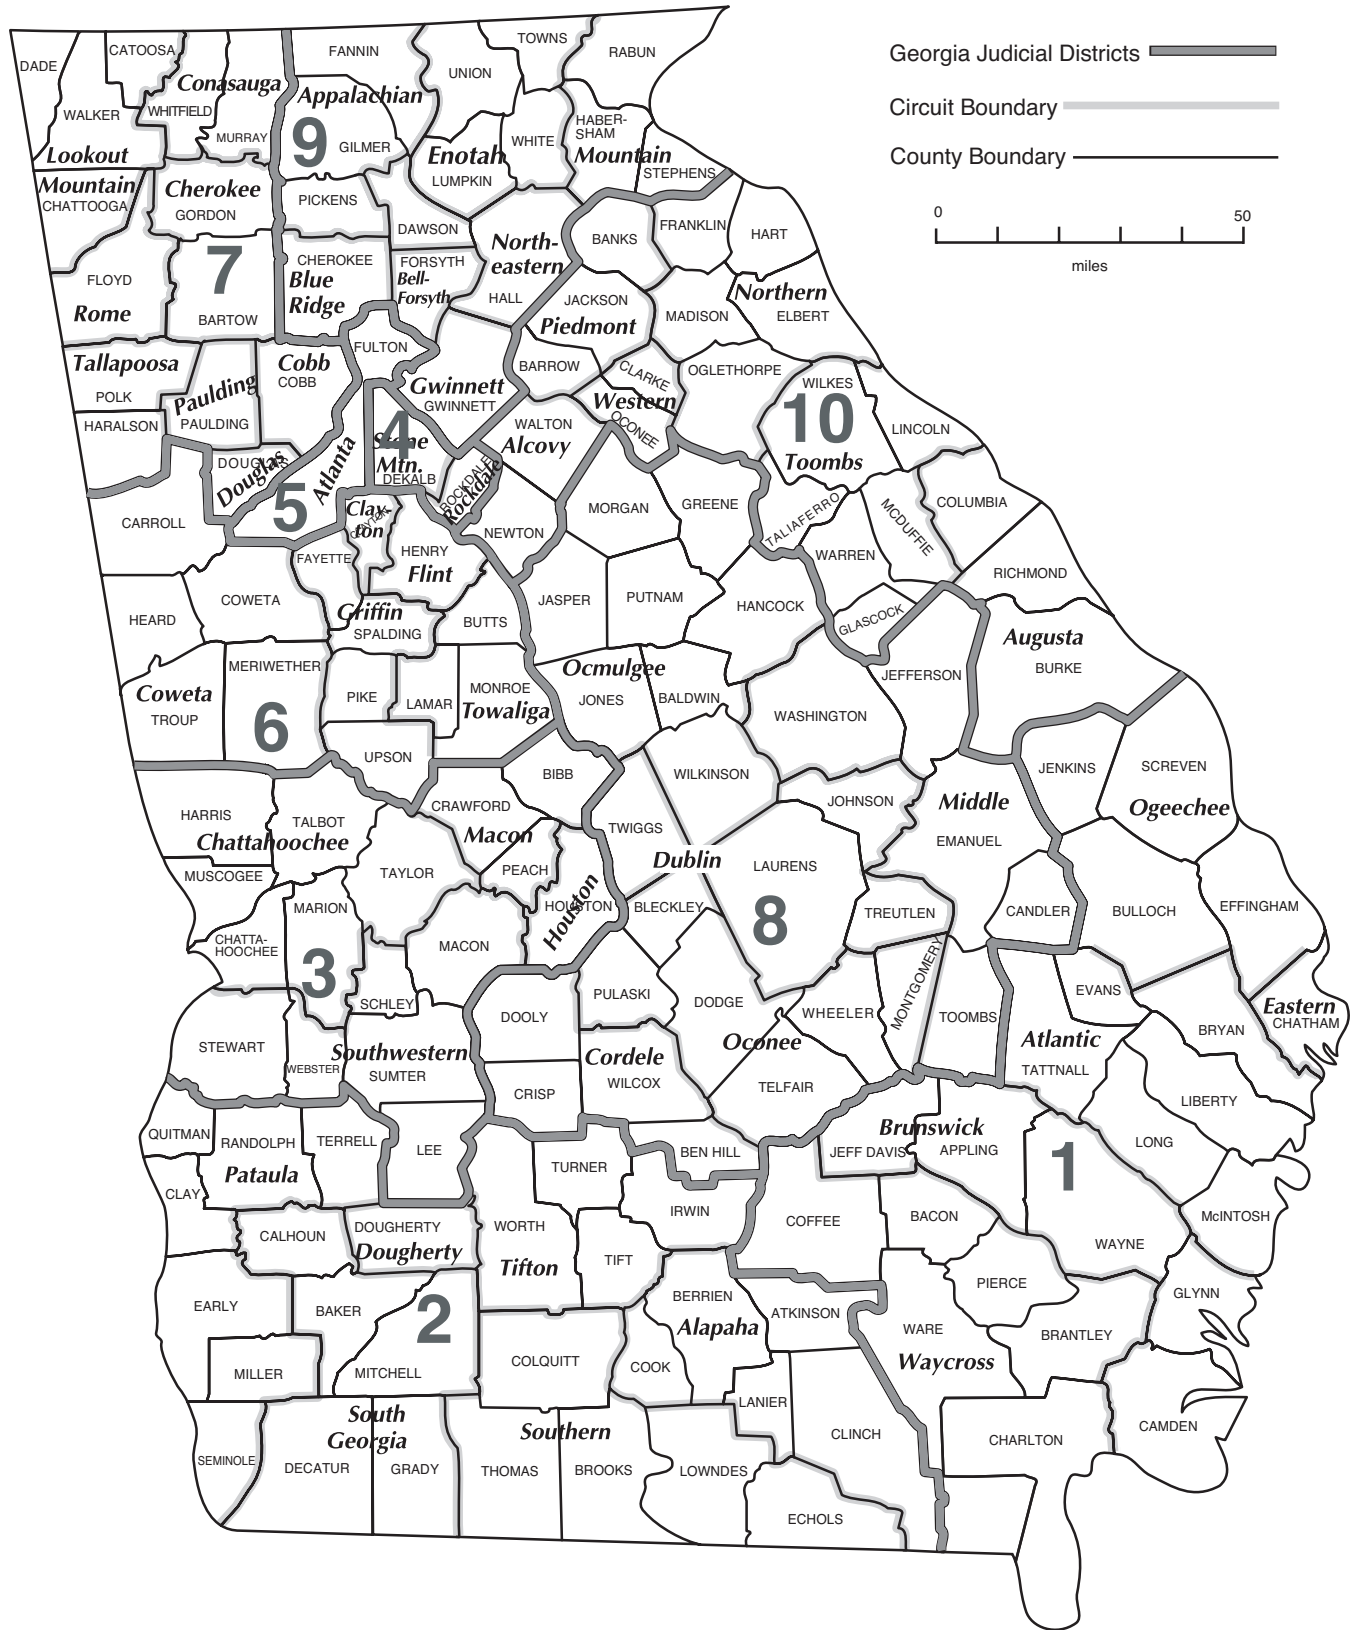 Georgia Judicial Districts
Circuit Boundary
County Boundary
0
50
miles
DADE
CATOOSA
WALKER
WHITFIELD
Conasauga
MURRAY
Lookout
Mountain
CHATTOOGA
FANNIN
Appalachian
9
GILMER
UNION
TOWNS
RABUN
Enotah
LUMPKIN
WHITE
HABER-
SHAM
Mountain
STEPHENS
Cherokee
GORDON
PICKENS
DAWSON
North-
eastern
HALL
BANKS
FRANKLIN
HART
7
BARTOW
FLOYD
Rome
CHEROKEE
Blue
Ridge
FORSYTH
Bell-
Forsyth
JACKSON
Piedmont
MADISON
Northern
ELBERT
Tallapoosa
POLK
HARALSON
Paulding
PAULDING
Cobb
COBB
FULTON
Gwinnett
GWINNETT
BARROW
CLARKE
Western
OCONEE
OGLETHORPE
WILKES
10
Toombs
LINCOLN
DOUGLAS
Douglas
5
Atlanta
4
Stone
Mtn.
DEKALB
ROCKDALE
Rockdale
WALTON
Alcovy
CARROLL
Clay
ton
CLAYTON
FAYETTE
HENRY
Flint
NEWTON
MORGAN
GREENE
TALIAFERRO
MCDUFFIE
COLUMBIA
WARREN
RICHMOND
HEARD
COWETA
Griffin
SPALDING
BUTTS
JASPER
PUTNAM
HANCOCK
GLASCOCK
Augusta
BURKE
JEFFERSON
MERIWETHER
Coweta
TROUP
6
PIKE
LAMAR
MONROE
Towaliga
Ocmulgee
JONES
BALDWIN
WASHINGTON
UPSON
BIBB
WILKINSON
JENKINS
SCREVEN
Ogeechee
HARRIS
TALBOT
Chattahoochee
CRAWFORD
Macon
TWIGGS
JOHNSON
Middle
EMANUEL
MUSCOGEE
TAYLOR
PEACH
Dublin
LAURENS
MARION
HOUSTON
Houston
BLECKLEY
8
TREUTLEN
CANDLER
BULLOCH
EFFINGHAM
CHATTA-
HOOCHEE
3
MACON
SCHLEY
PULASKI
DODGE
WHEELER
MONTGOMERY
TOOMBS
EVANS
Eastern
CHATHAM
BRYAN
STEWART
WEBSTER
Southwestern
SUMTER
DOOLY
Cordele
WILCOX
Oconee
TELFAIR
Atlantic
TATTNALL
CRISP
LIBERTY
QUITMAN
RANDOLPH
Pataula
TERRELL
LEE
TURNER
BEN HILL
Brunswick
JEFF DAVIS
APPLING
1
LONG
CLAY
IRWIN
COFFEE
BACON
McINTOSH
CALHOUN
DOUGHERTY
Dougherty
WORTH
Tifton
TIFT
WAYNE
PIERCE
GLYNN
EARLY
BAKER
2
MITCHELL
BERRIEN
Alapaha
ATKINSON
WARE
Waycross
BRANTLEY
MILLER
COLQUITT
COOK
LANIER
CLINCH
CHARLTON
CAMDEN
SEMINOLE
South
Georgia
DECATUR
GRADY
Southern
THOMAS
BROOKS
LOWNDES
ECHOLS